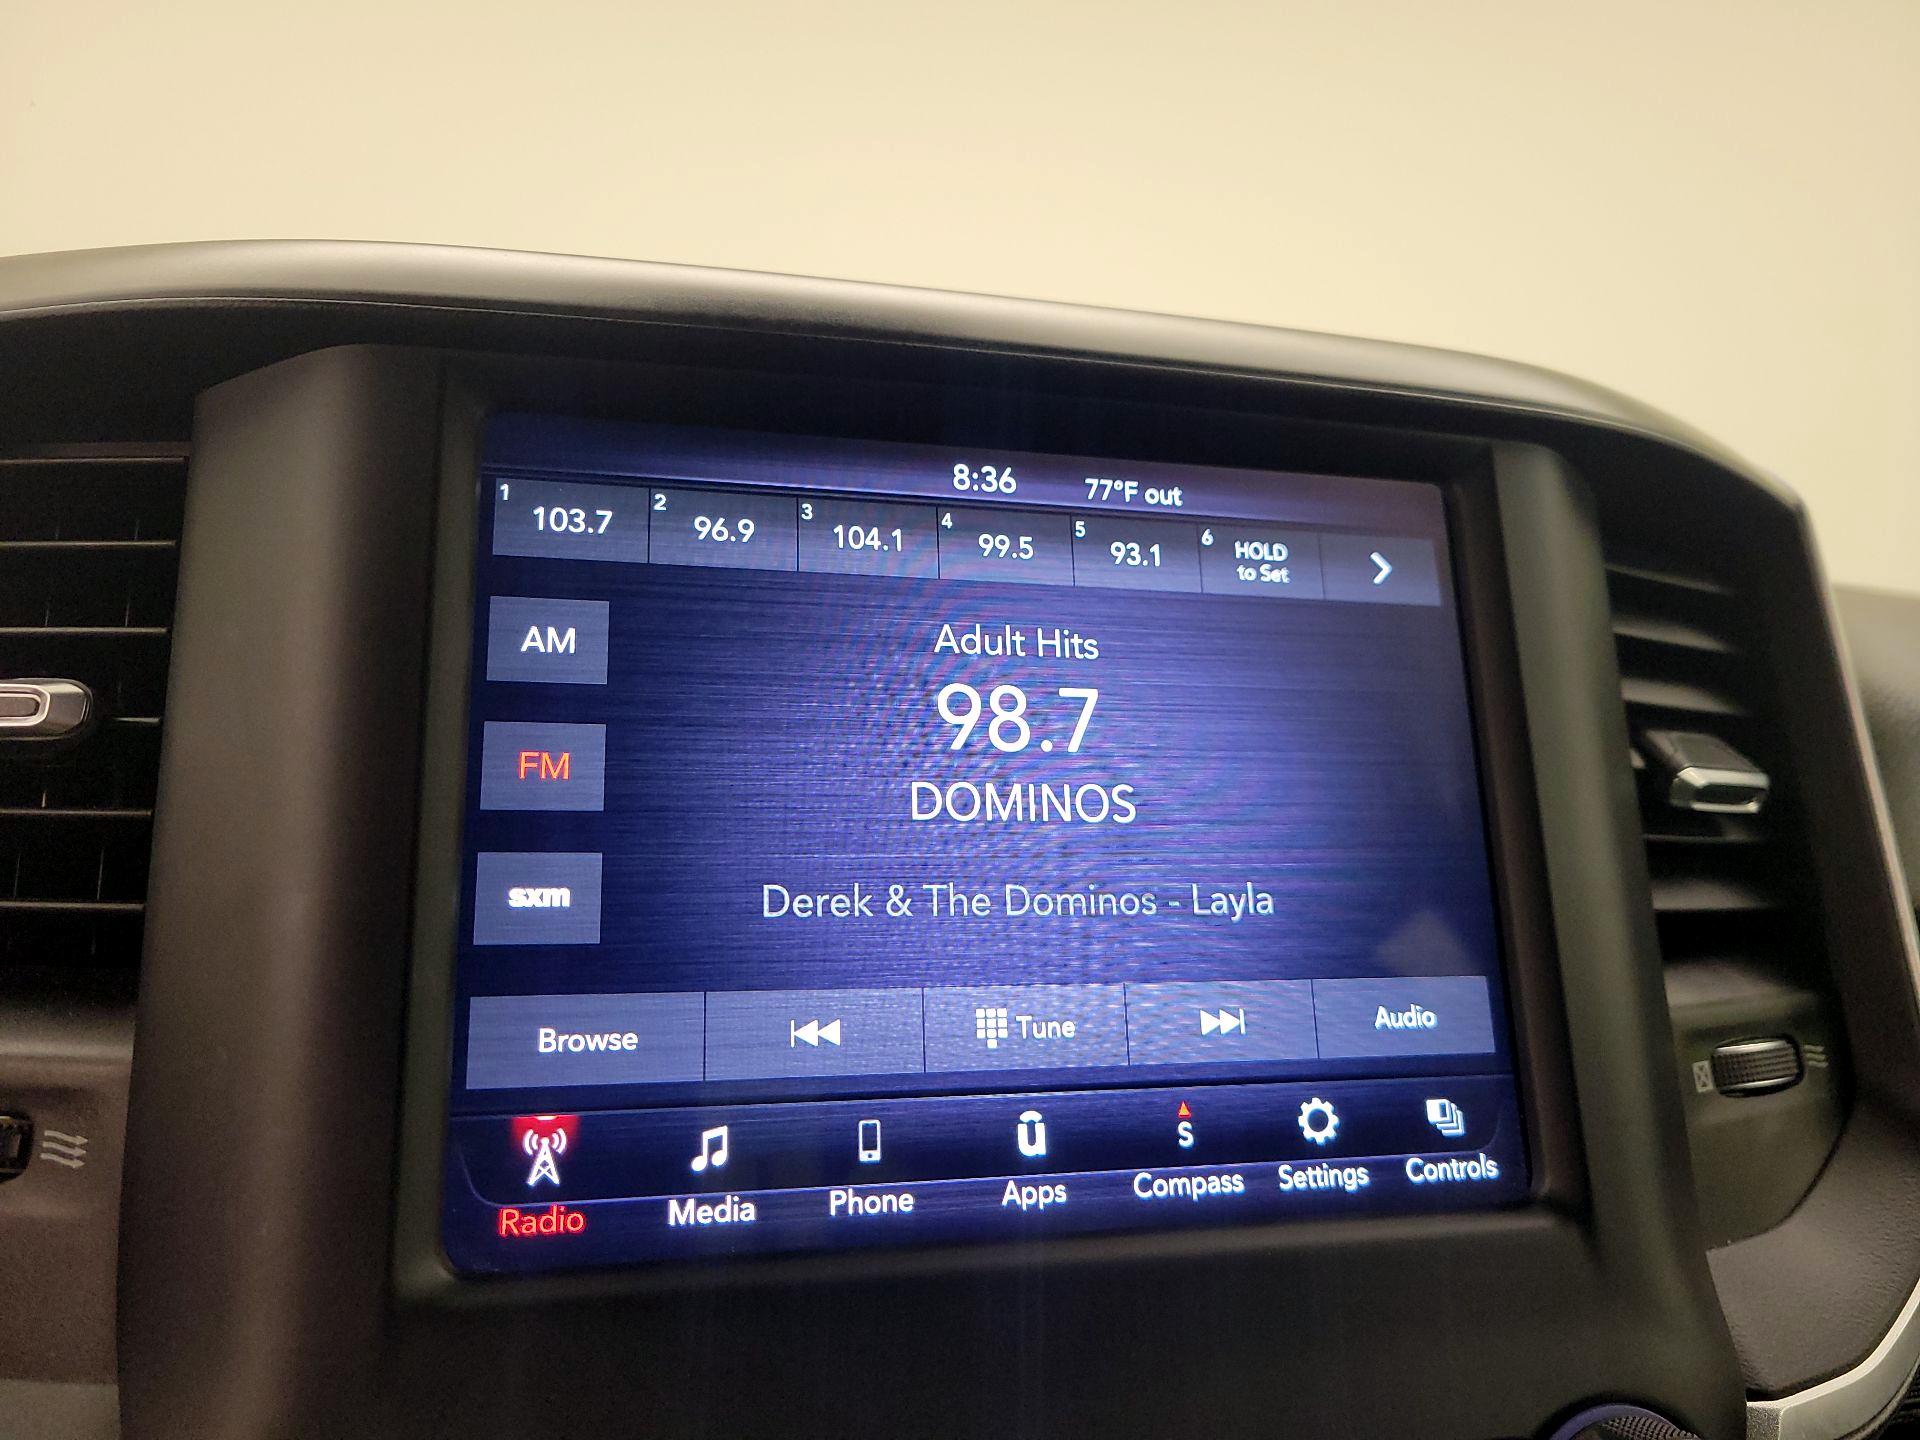 8:36 77°F out
1 103.7 2 96.9 3 104.1 4 99.5 5 93.1 6 HOLD to Set
AM
Adult Hits
98.7
FM
DOMINOS
sxm
Derek & The Dominos - Layla
Browse Tune Audio
S
Radio Media Phone Apps Compass Settings Controls